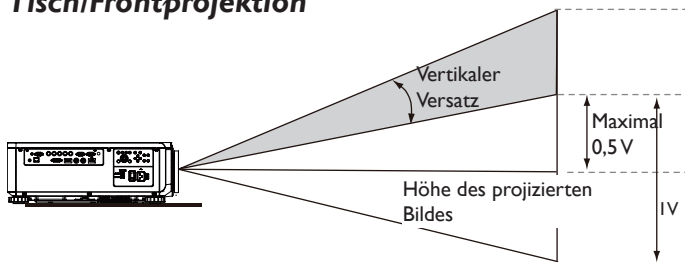 Tisch/Frontprojektion
Vertikaler
Versatz
Maximal
0,5 V
Höhe des projizierten
Bildes
1V